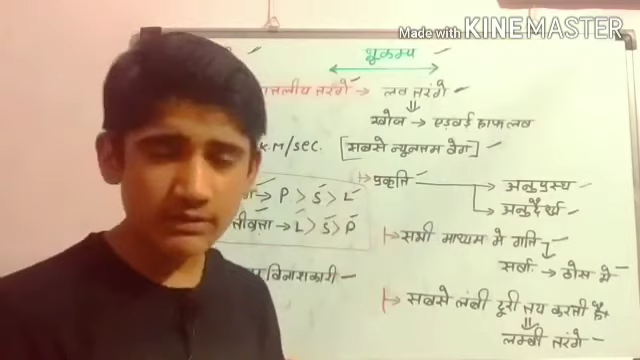 Made with KINEMASTER
भूकम्प
तरंगे → लव तरंगे
खोज → एडवर्ड हाफ लव
K.M/sec. [सबसे न्यूनतम वेग]
प्रकृति → अनुप्रस्थ
→ अनुदैर्ध्य
→ P > S > L
तीव्रता → L > S > P
सभी माध्यम मे गति
सर्वा. → ठोस मे
विनाशकारी
सबसे लंबी दूरी तय करती है
लम्बी तरंगे